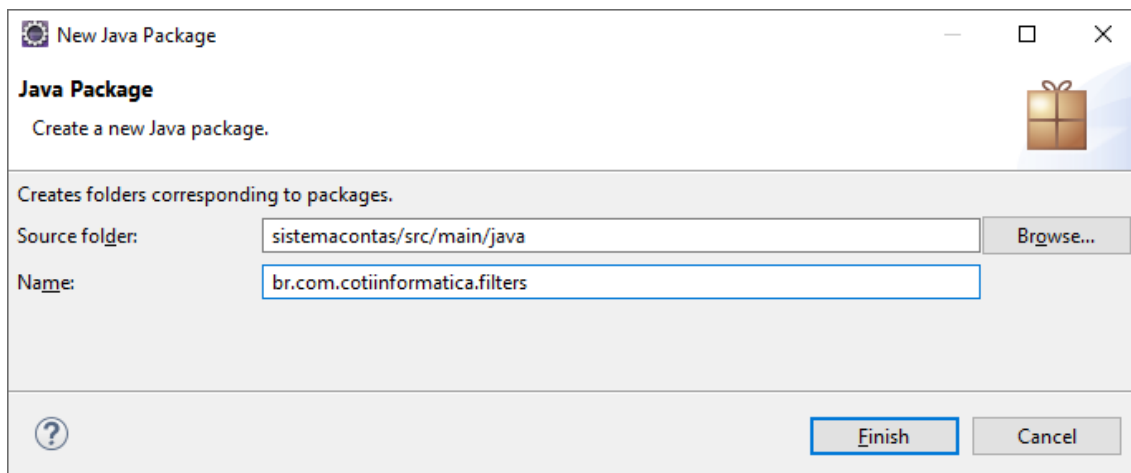 New Java Package
Java Package
Create a new Java package.
Creates folders corresponding to packages.
Source folder: sistemacontas/src/main/java Browse...
Name: br.com.cotiinformatica.filters
? Finish Cancel